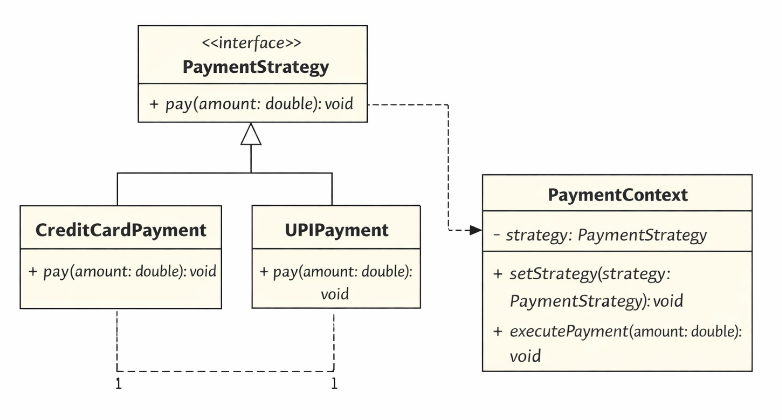 <<interface>>
PaymentStrategy
+ pay(amount: double): void
CreditCardPayment
+ pay(amount: double): void
UPIPayment
+ pay(amount: double):
void
PaymentContext
- strategy: PaymentStrategy
+ setStrategy(strategy:
PaymentStrategy): void
+ executePayment(amount: double):
void
1
1